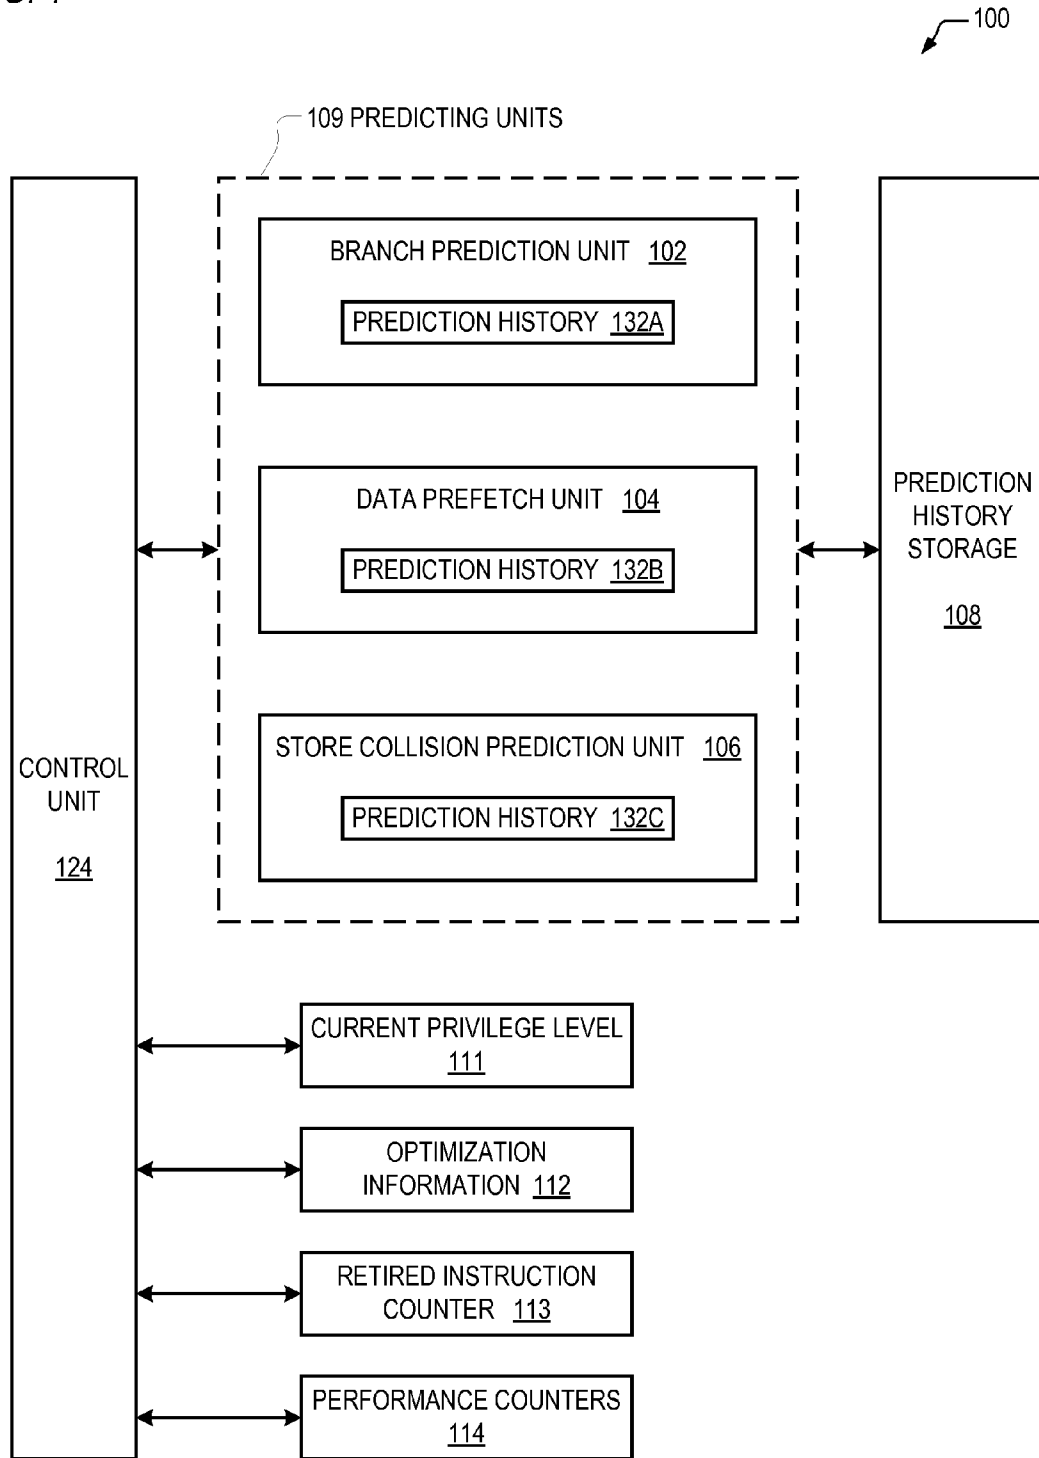 100
109 PREDICTING UNITS
BRANCH PREDICTION UNIT 102
PREDICTION HISTORY 132A
DATA PREFETCH UNIT 104
PREDICTION HISTORY 132B
STORE COLLISION PREDICTION UNIT 106
PREDICTION HISTORY 132C
PREDICTION
HISTORY
STORAGE
108
CONTROL
UNIT
124
CURRENT PRIVILEGE LEVEL
111
OPTIMIZATION
INFORMATION 112
RETIRED INSTRUCTION
COUNTER 113
PERFORMANCE COUNTERS
114